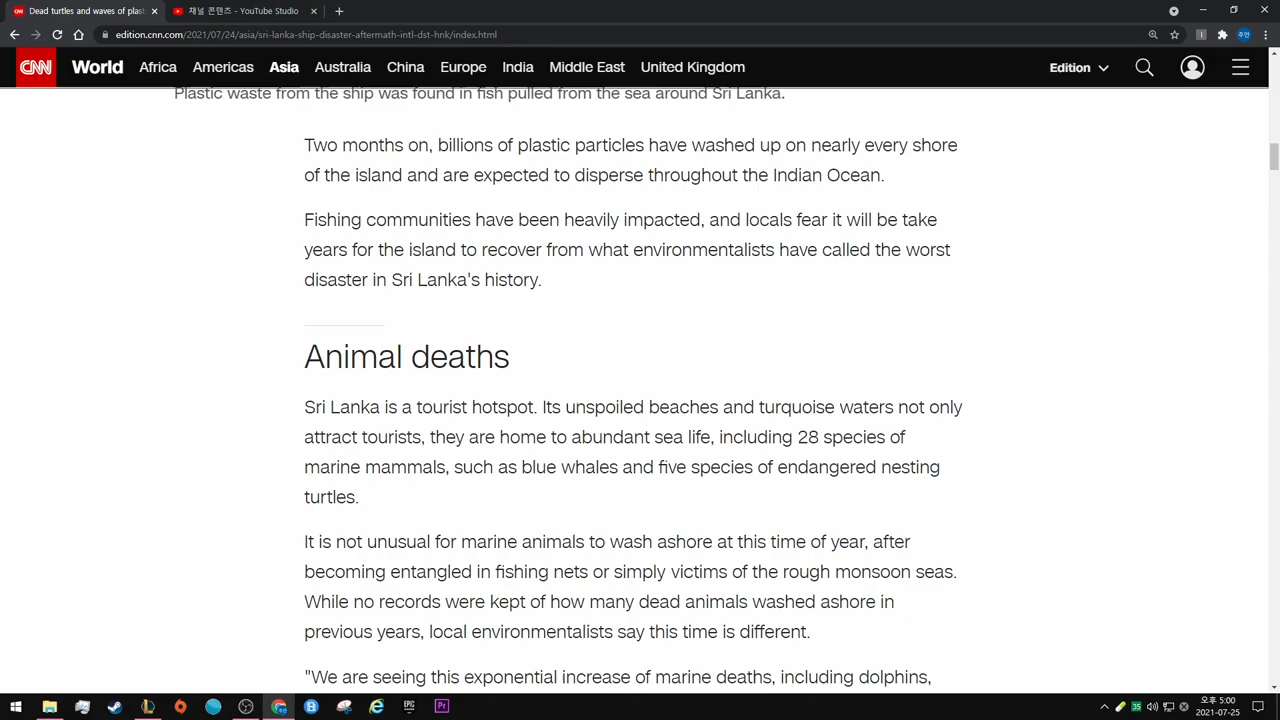 Dead turtles and waves of plast
채널 콘텐츠 - YouTube Studio
edition.cnn.com/2021/07/24/asia/sri-lanka-ship-disaster-aftermath-intl-dst-hnk/index.html
주안
CNN World Africa Americas Asia Australia China Europe India Middle East United Kingdom Edition
Plastic waste from the ship was found in fish pulled from the sea around Sri Lanka.
Two months on, billions of plastic particles have washed up on nearly every shore
of the island and are expected to disperse throughout the Indian Ocean.
Fishing communities have been heavily impacted, and locals fear it will be take
years for the island to recover from what environmentalists have called the worst
disaster in Sri Lanka's history.
Animal deaths
Sri Lanka is a tourist hotspot. Its unspoiled beaches and turquoise waters not only
attract tourists, they are home to abundant sea life, including 28 species of
marine mammals, such as blue whales and five species of endangered nesting
turtles.
It is not unusual for marine animals to wash ashore at this time of year, after
becoming entangled in fishing nets or simply victims of the rough monsoon seas.
While no records were kept of how many dead animals washed ashore in
previous years, local environmentalists say this time is different.
"We are seeing this exponential increase of marine deaths, including dolphins,
EPIC
Pr
35
오후 5:00
2021-07-25